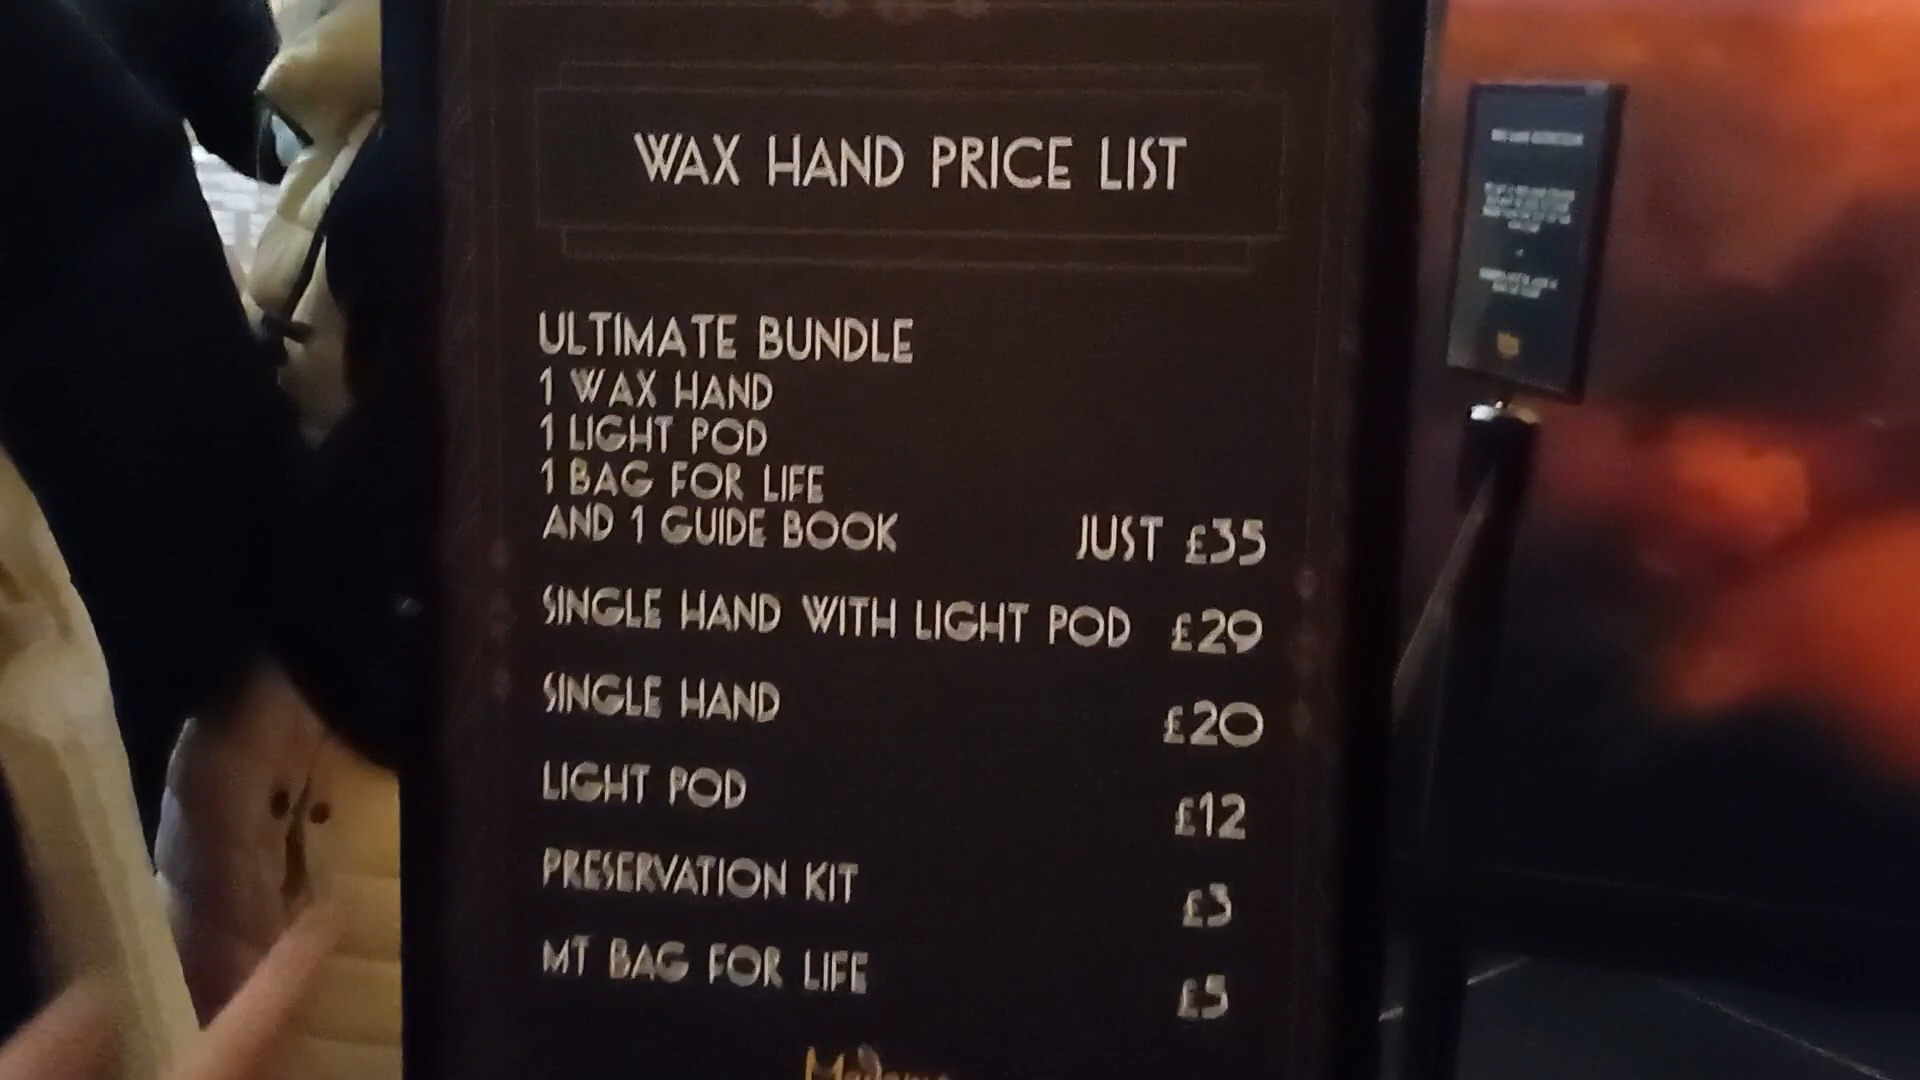 WAX HAND PRICE LIST
ULTIMATE BUNDLE
1 WAX HAND
1 LIGHT POD
1 BAG FOR LIFE
AND 1 GUIDE BOOK JUST £35
SINGLE HAND WITH LIGHT POD £29
SINGLE HAND £20
LIGHT POD £12
PRESERVATION KIT £3
MT BAG FOR LIFE £5